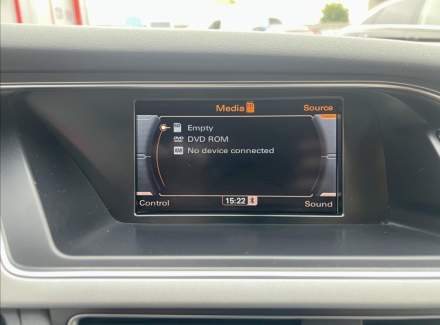 Media Source
Empty
DVD ROM
No device connected
Control 15:22 Sound